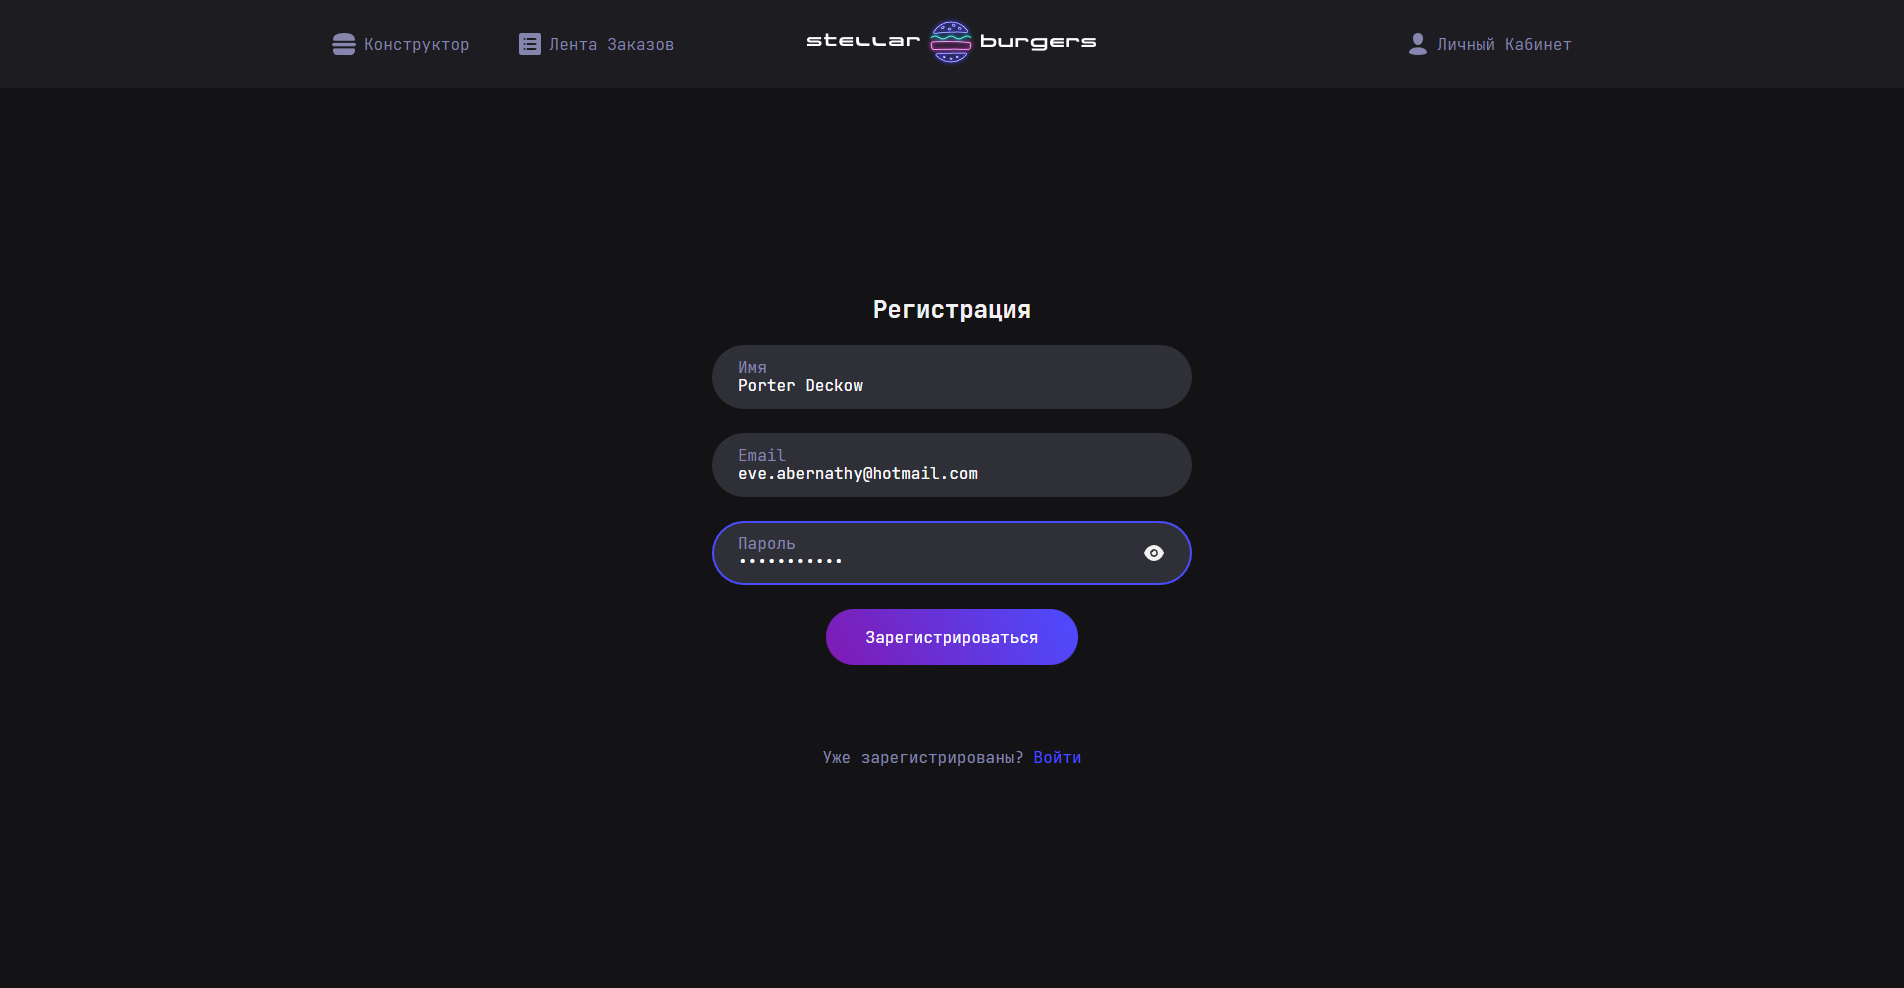 Конструктор
Лента Заказов
stellar burgers
Личный Кабинет
Регистрация
Имя
Porter Deckow
Email
eve.abernathy@hotmail.com
Пароль
•••••••••••
Зарегистрироваться
Уже зарегистрированы? Войти